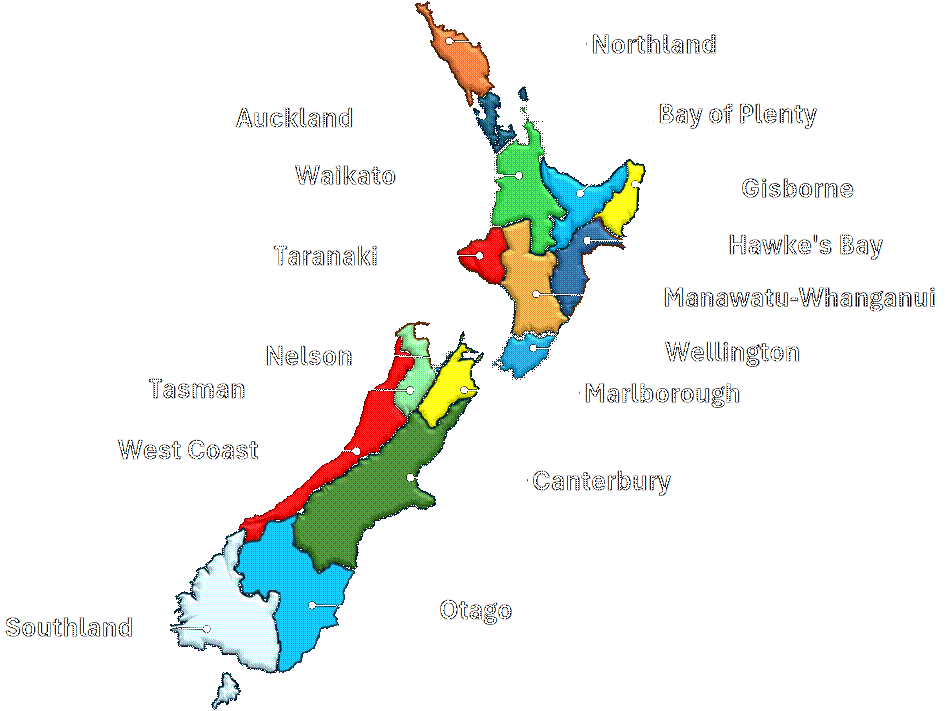 Northland
Auckland
Bay of Plenty
Waikato
Gisborne
Hawke's Bay
Taranaki
Manawatu-Whanganui
Nelson
Wellington
Tasman
Marlborough
West Coast
Canterbury
Otago
Southland